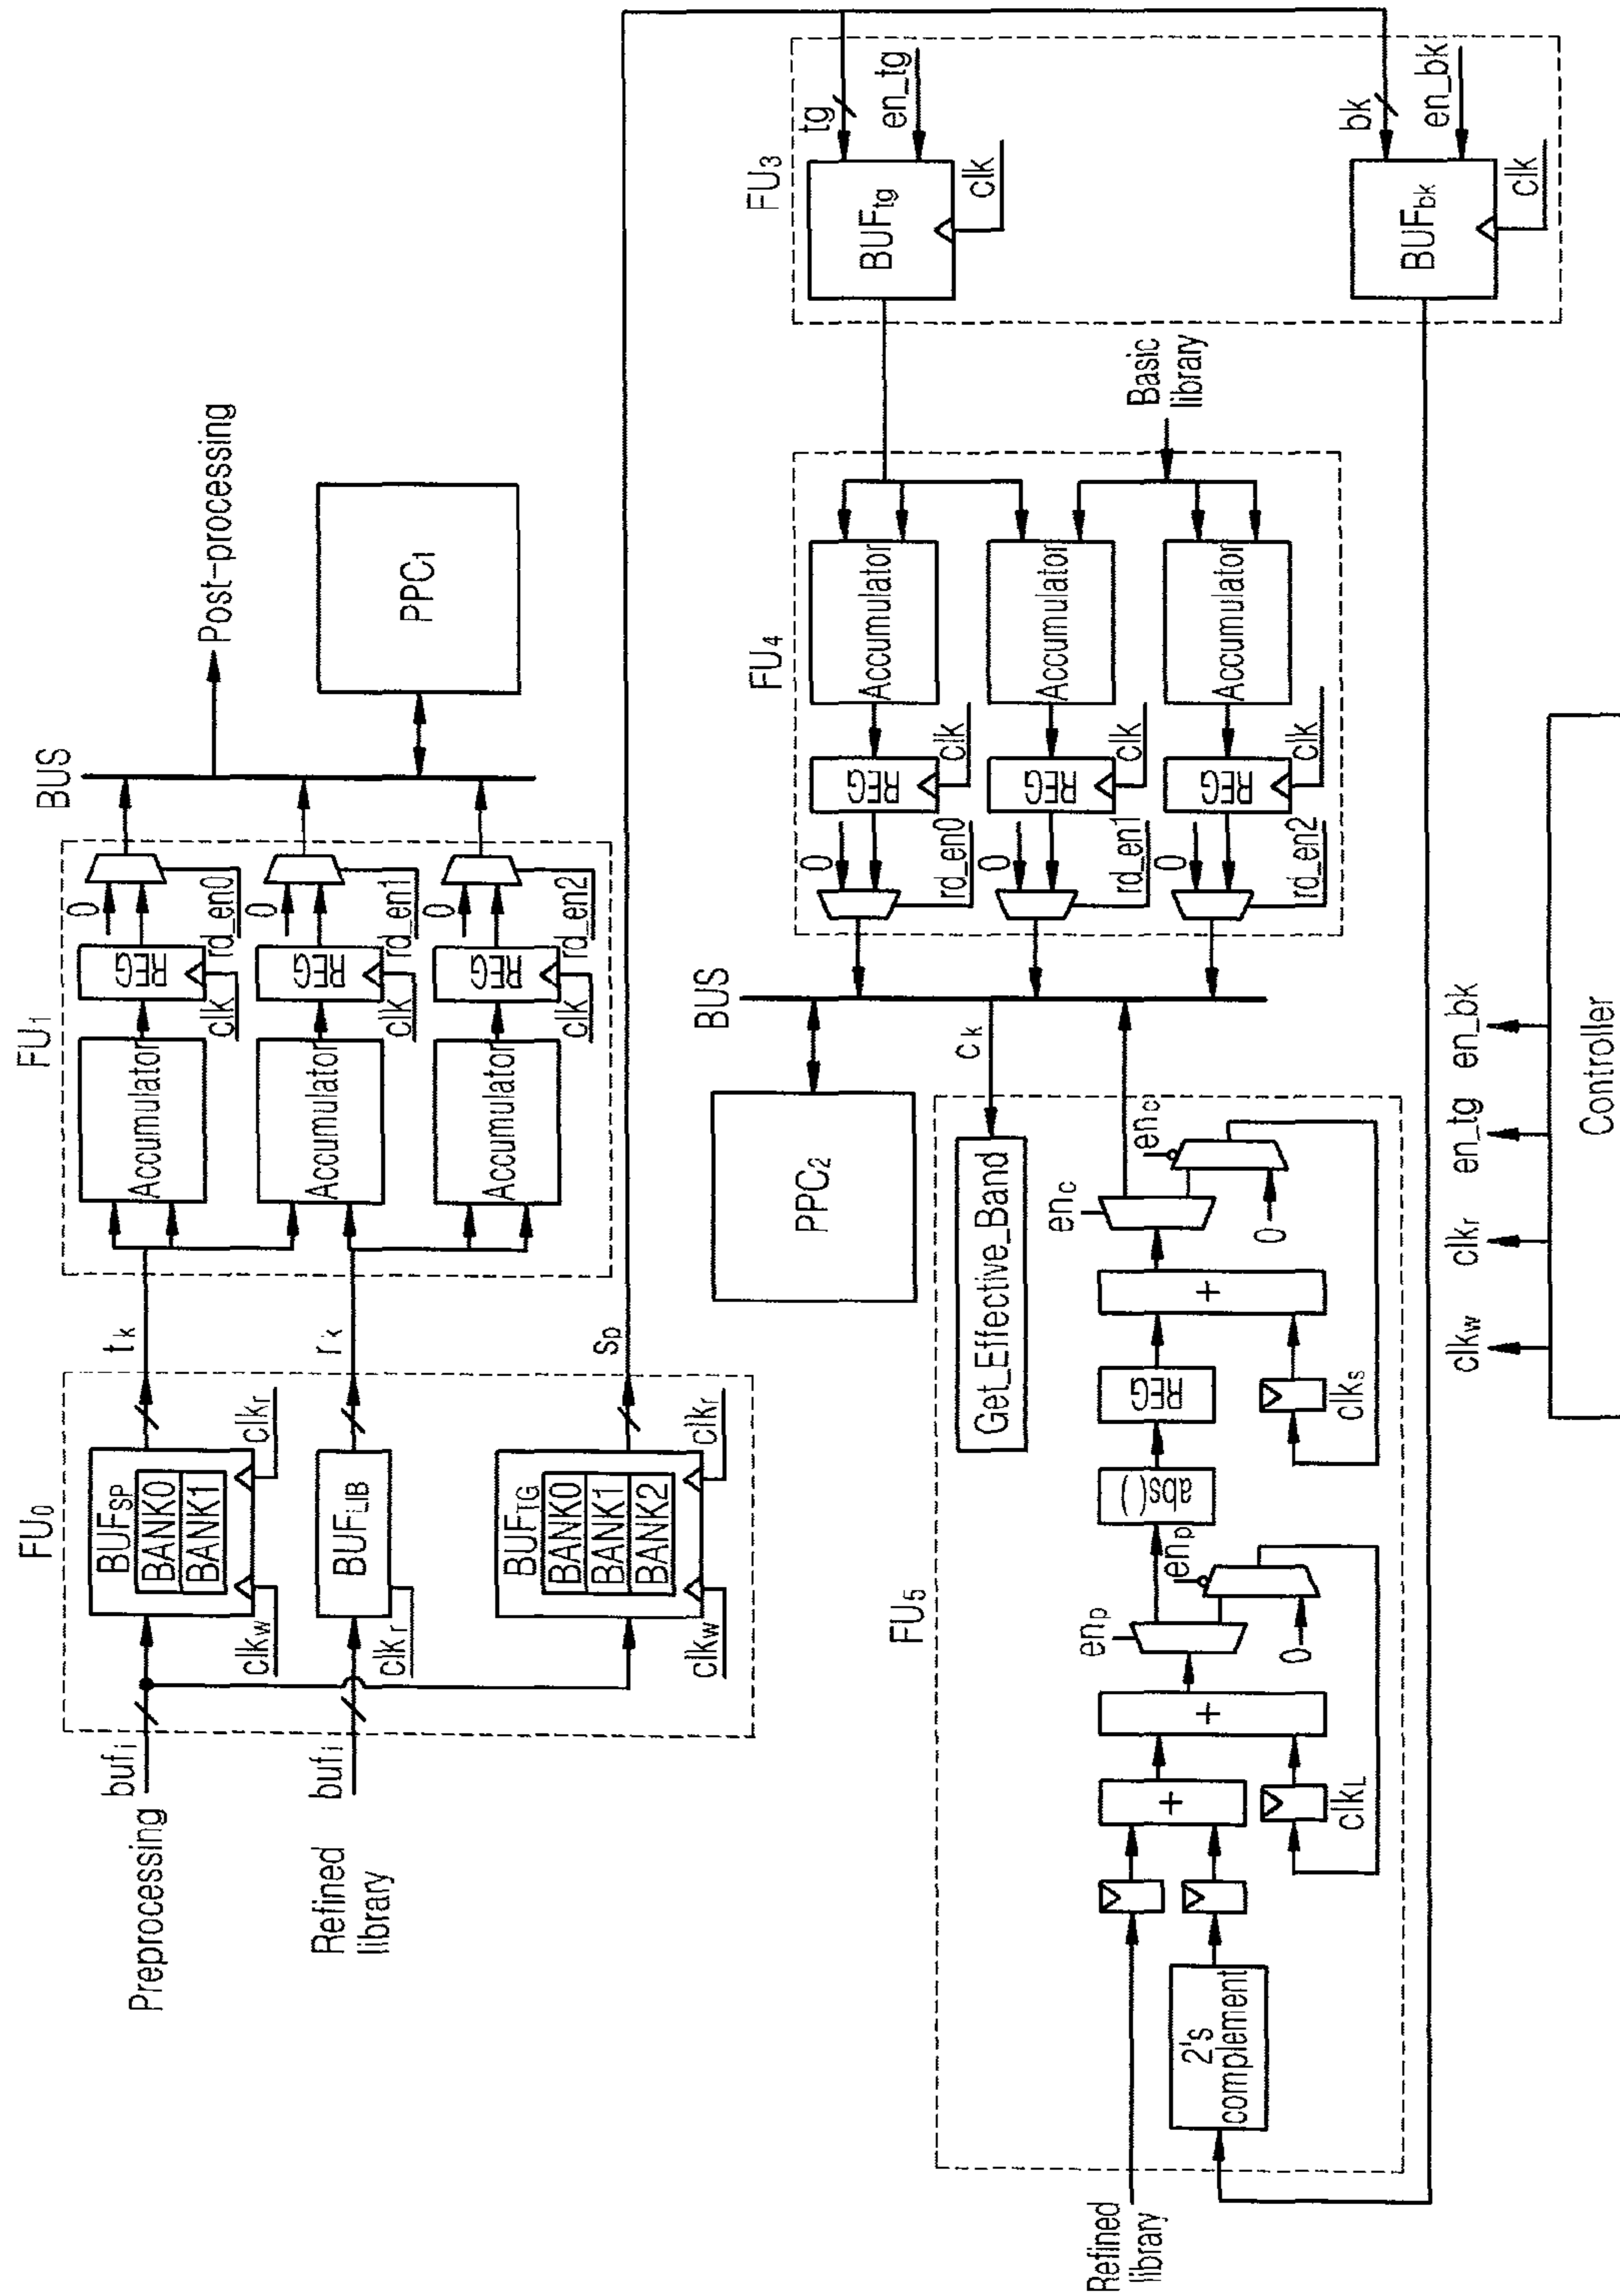 FU0
Preprocessing
bufi
BUFSP
BANK0
BANK1
clkw
clkr
tk
Refined
library
bufi
BUFLIB
clkr
rk
BUFTG
BANK0
BANK1
BANK2
clkw
clkr
sp
FU1
Accumulator
REG
clk
0
rd_en0
Accumulator
REG
clk
0
rd_en1
Accumulator
REG
clk
0
rd_en2
BUS
Post-processing
PPC1
FU3
tg
en_tg
BUFtg
clk
bk
en_bk
BUFbk
clk
FU4
Basic
library
Accumulator
REG
clk
0
rd_en0
Accumulator
REG
clk
0
rd_en1
Accumulator
REG
clk
0
rd_en2
BUS
PPC2
ck
FU5
Get_Effective_Band
Refined
library
2's
complement
+
+
clkL
enp
enp
0
abs()
REG
+
clks
enc
enc
0
clkw
clkr
en_tg
en_bk
Controller